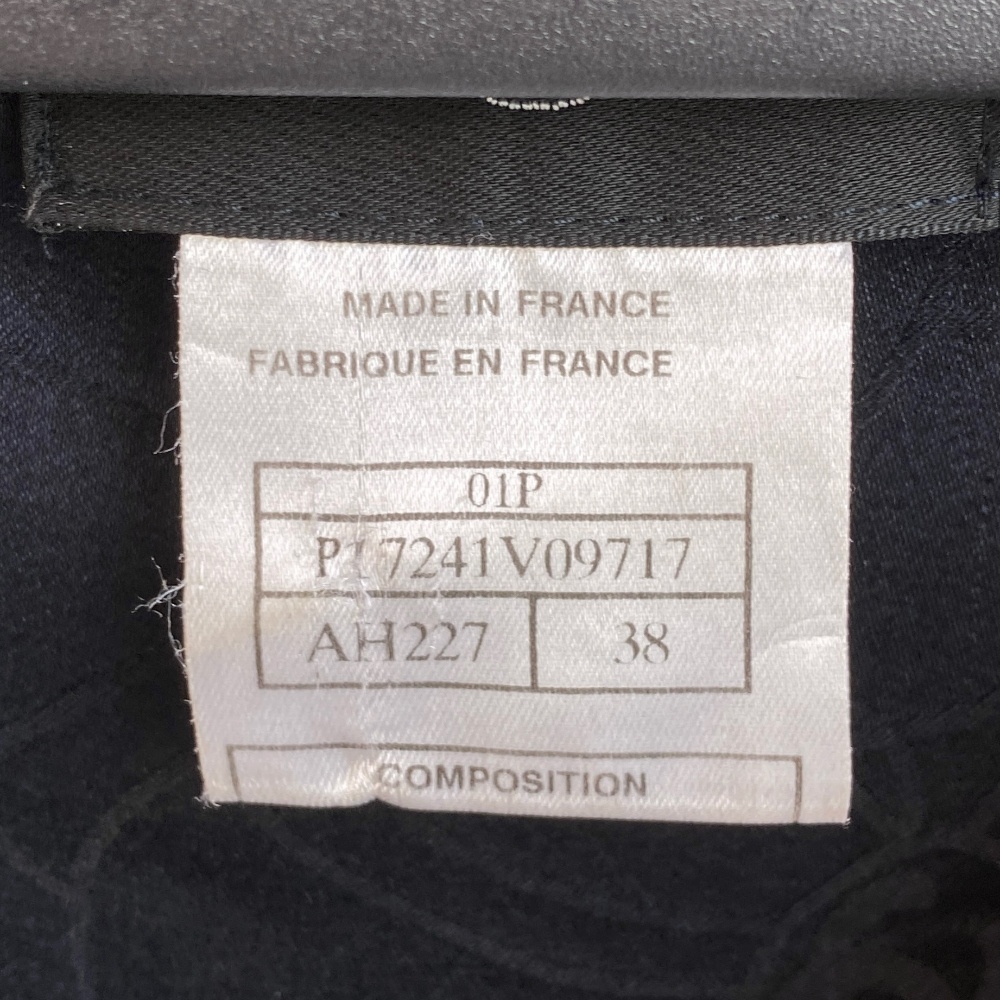 MADE IN FRANCE
FABRIQUE EN FRANCE
01P
P17241V09717
AH227 38
COMPOSITION